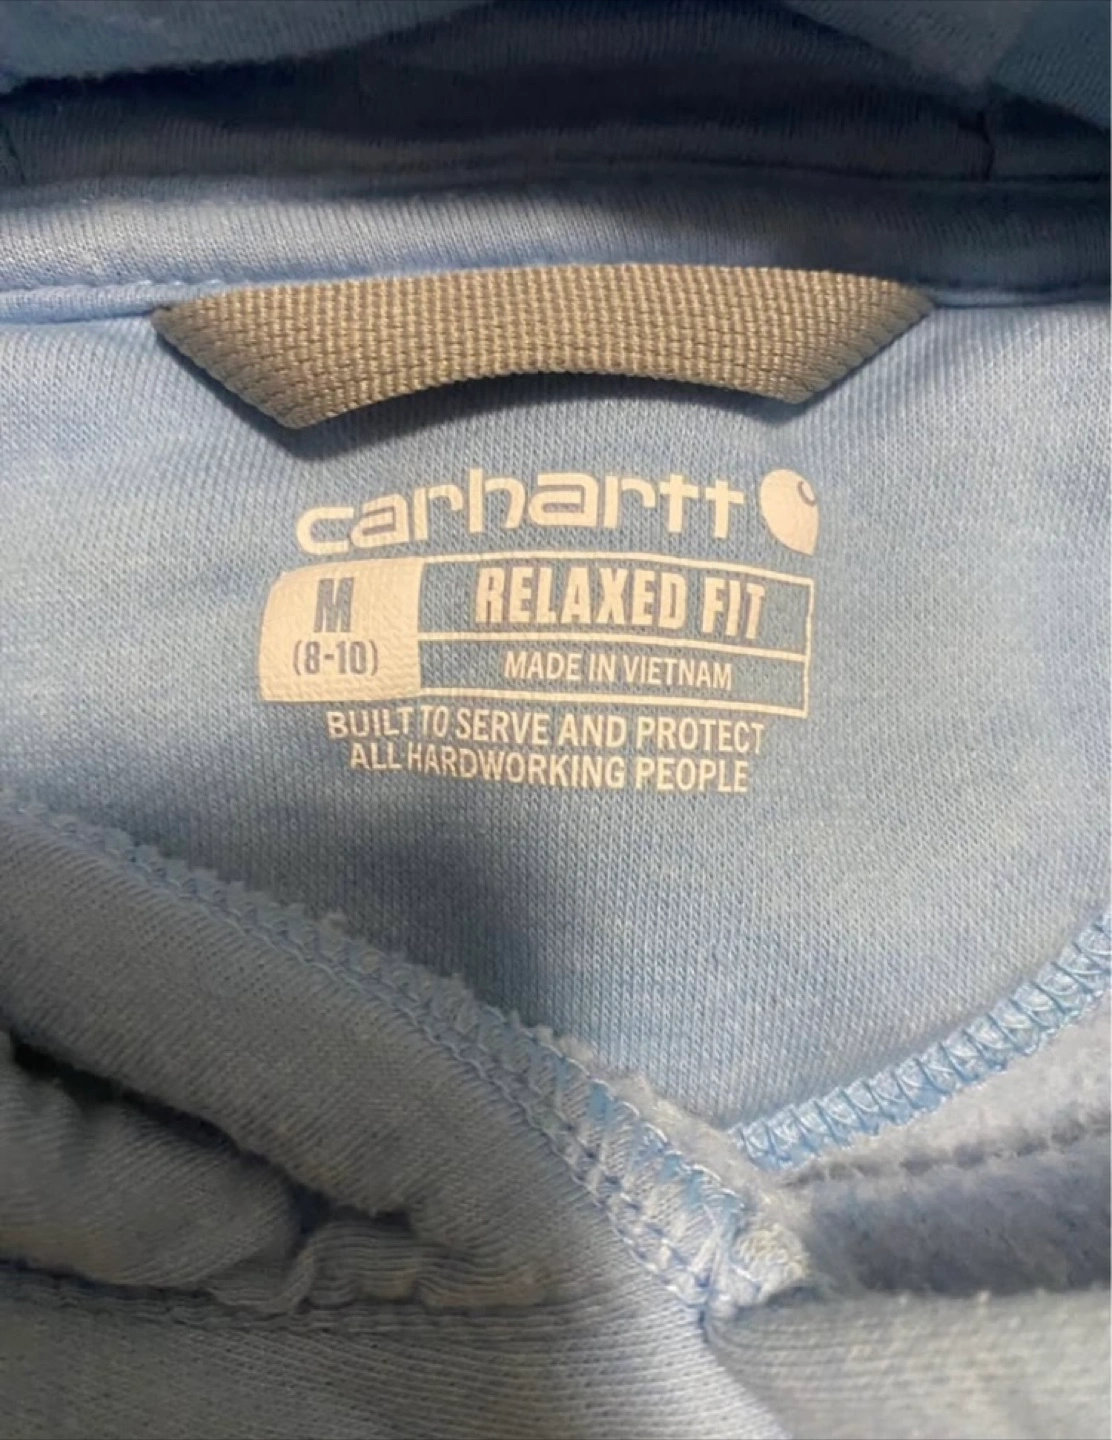 carhartt
M
(8-10)
RELAXED FIT
MADE IN VIETNAM
BUILT TO SERVE AND PROTECT
ALL HARDWORKING PEOPLE